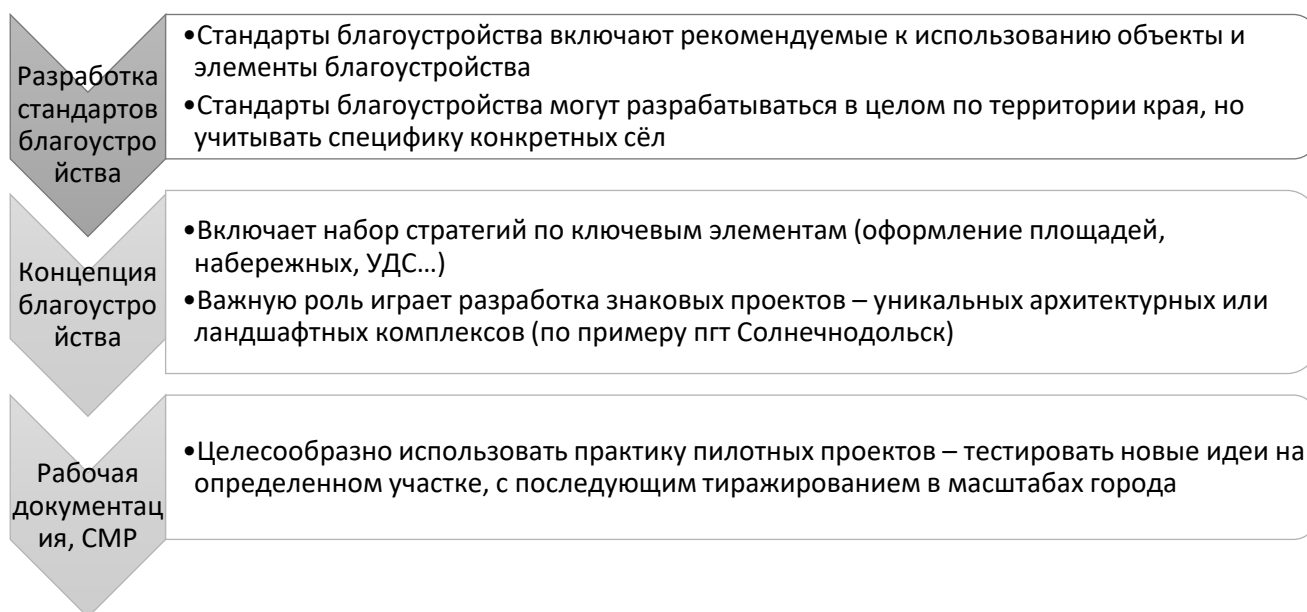 Разработка
стандартов
благоустро
йства
•Стандарты благоустройства включают рекомендуемые к использованию объекты и
элементы благоустройства
•Стандарты благоустройства могут разрабатываться в целом по территории края, но
учитывать специфику конкретных сёл
Концепция
благоустро
йства
•Включает набор стратегий по ключевым элементам (оформление площадей,
набережных, УДС…)
•Важную роль играет разработка знаковых проектов – уникальных архитектурных или
ландшафтных комплексов (по примеру пгт Солнечнодольск)
Рабочая
документац
ия, СМР
•Целесообразно использовать практику пилотных проектов – тестировать новые идеи на
определенном участке, с последующим тиражированием в масштабах города